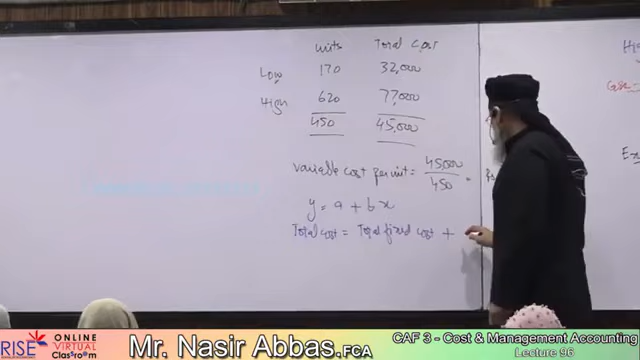 units Total Cost
Low 170 32,000
High 620 77,000
450 45,000
Variable cost per unit = 45,000 / 450 = Rs
y = a + bx
Total cost = Total fixed cost +
RISE ONLINE VIRTUAL Classroom
Mr. Nasir Abbas.FCA
CAF 3 - Cost & Management Accounting
Lecture 96